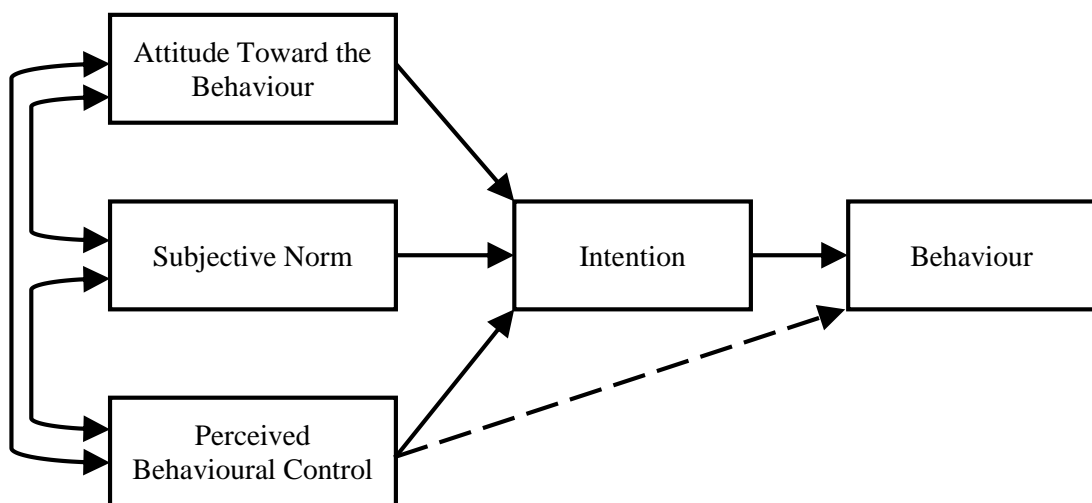 Attitude Toward the
Behaviour
Subjective Norm
Intention
Behaviour
Perceived
Behavioural Control